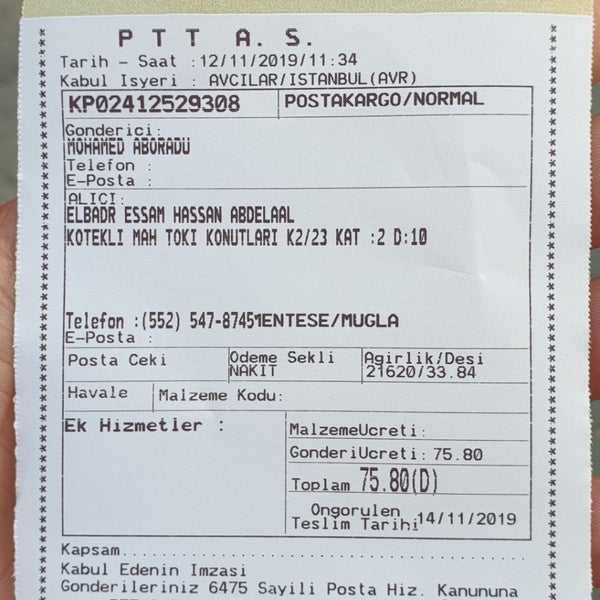 P T T A. S.
Tarih - Saat :12/11/2019/11:34
Kabul Isyeri : AVCILAR/ISTANBUL(AVR)
KP02412529308 POSTAKARGO/NORMAL
Gonderici:
MOHAMED ABORADU
Telefon :
E-Posta :
ALICI:
ELBADR ESSAM HASSAN ABDELAAL
KOTEKLI MAH TOKI KONUTLARI K2/23 KAT :2 D:10
Telefon :(552) 547-8745 MENTESE/MUGLA
E-Posta :
Posta Ceki Odeme Sekli Agirlik/Desi
NAKIT 21620/33.84
Havale Malzeme Kodu:
Ek Hizmetler :
MalzemeUcreti:
GonderiUcreti: 75.80
Toplam 75.80(D)
Ongorulen
Teslim Tarihi 14/11/2019
Kapsam
Kabul Edenin Imzasi
Gonderileriniz 6475 Sayili Posta Hiz. Kanununa